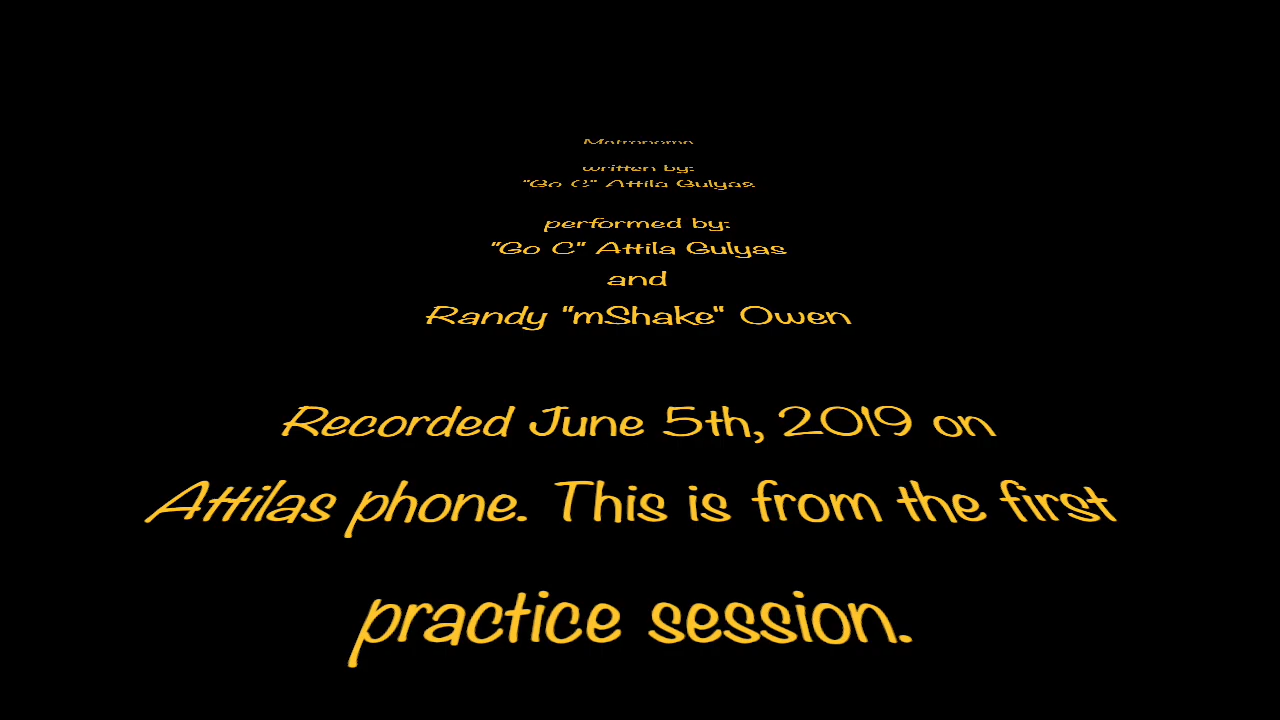 Metronome
written by:
"Go C" Attila Gulyas
performed by:
"Go C" Attila Gulyas
and
Randy "mShake" Owen
Recorded June 5th, 2019 on
Attilas phone. This is from the first
practice session.